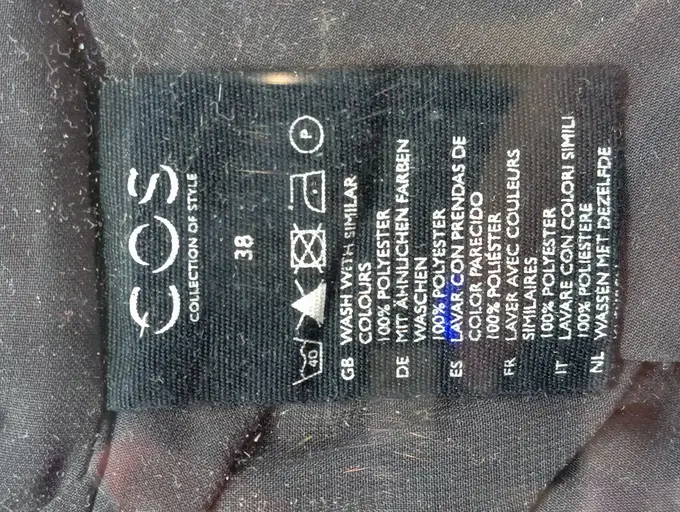 COS
COLLECTION OF STYLE
38
40
P
GB WASH WITH SIMILAR
COLOURS
100% POLYESTER
DE MIT ÄHNLICHEN FARBEN
WASCHEN
100% POLYESTER
ES LAVAR CON PRENDAS DE
COLOR PARECIDO
100% POLIÉSTER
FR LAVER AVEC COULEURS
SIMILAIRES
100% POLYESTER
IT LAVARE CON COLORI SIMILI
100% POLIESTERE
NL WASSEN MET DEZELFDE